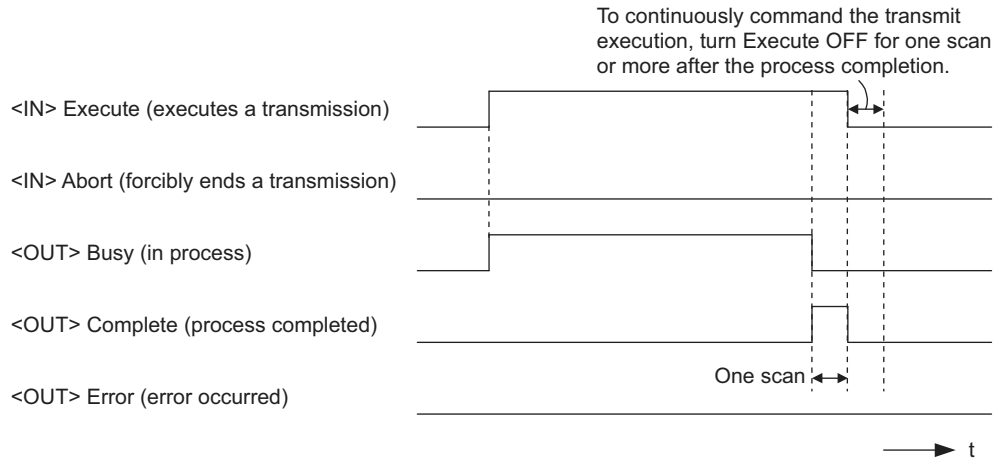 To continuously command the transmit
execution, turn Execute OFF for one scan
or more after the process completion.
<IN> Execute (executes a transmission)
<IN> Abort (forcibly ends a transmission)
<OUT> Busy (in process)
<OUT> Complete (process completed)
One scan
<OUT> Error (error occurred)
t